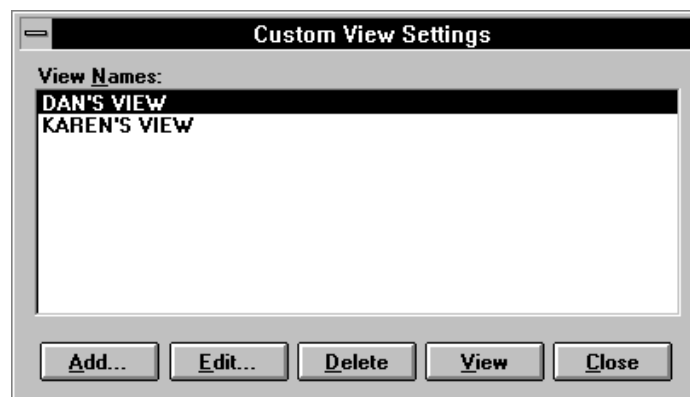 Custom View Settings
View Names:
DAN'S VIEW
KAREN'S VIEW
Add... Edit... Delete View Close